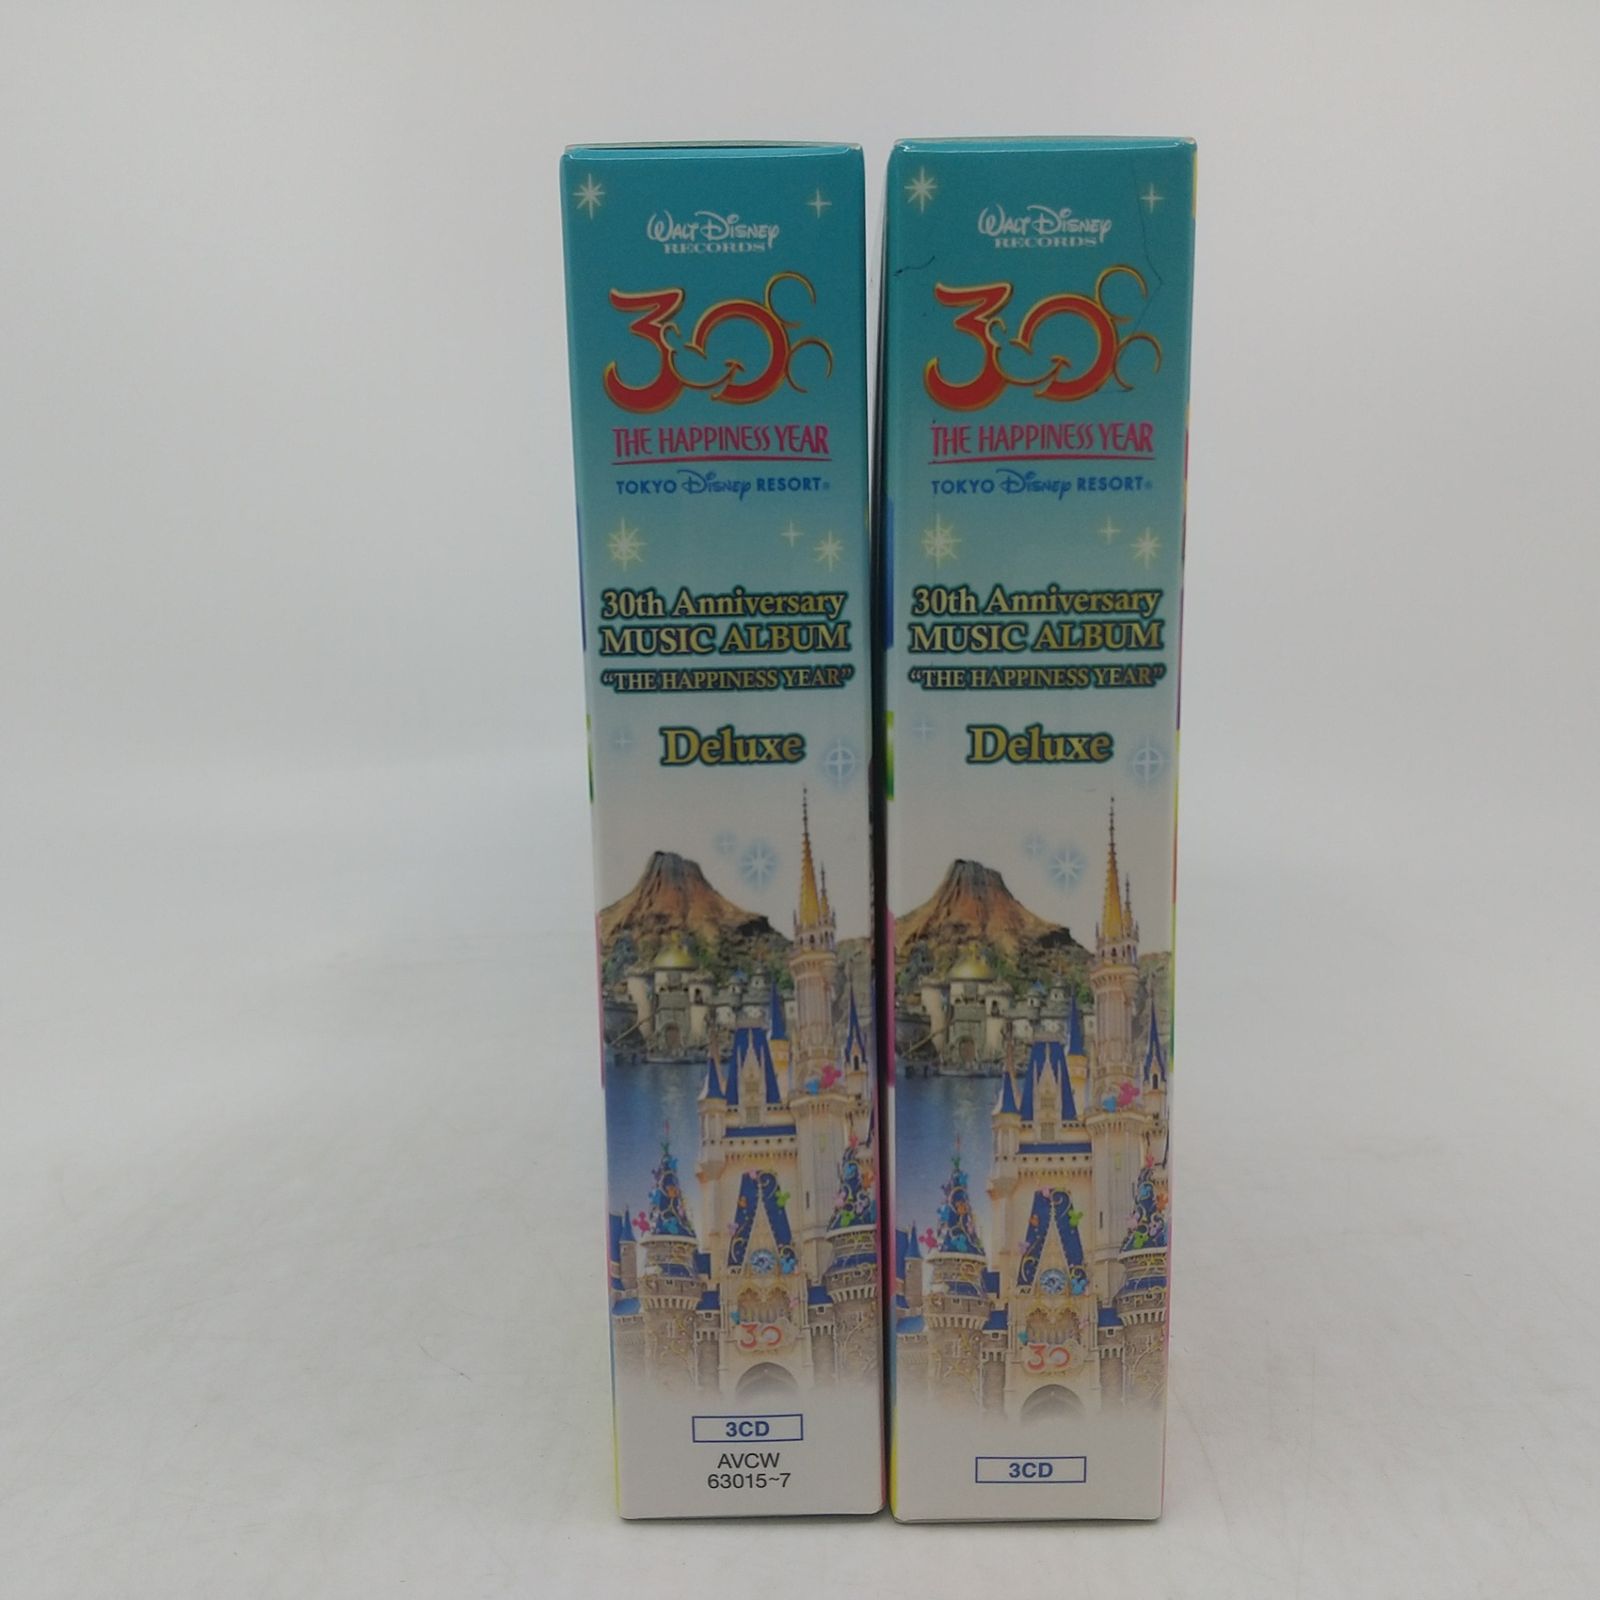 WALT DISNEY
RECORDS
30
THE HAPPINESS YEAR
TOKYO Disney RESORT®
30th Anniversary
MUSIC ALBUM
“THE HAPPINESS YEAR”
Deluxe
30
3CD
AVCW
63015~7
WALT DISNEY
RECORDS
30
THE HAPPINESS YEAR
TOKYO Disney RESORT®
30th Anniversary
MUSIC ALBUM
“THE HAPPINESS YEAR”
Deluxe
30
3CD